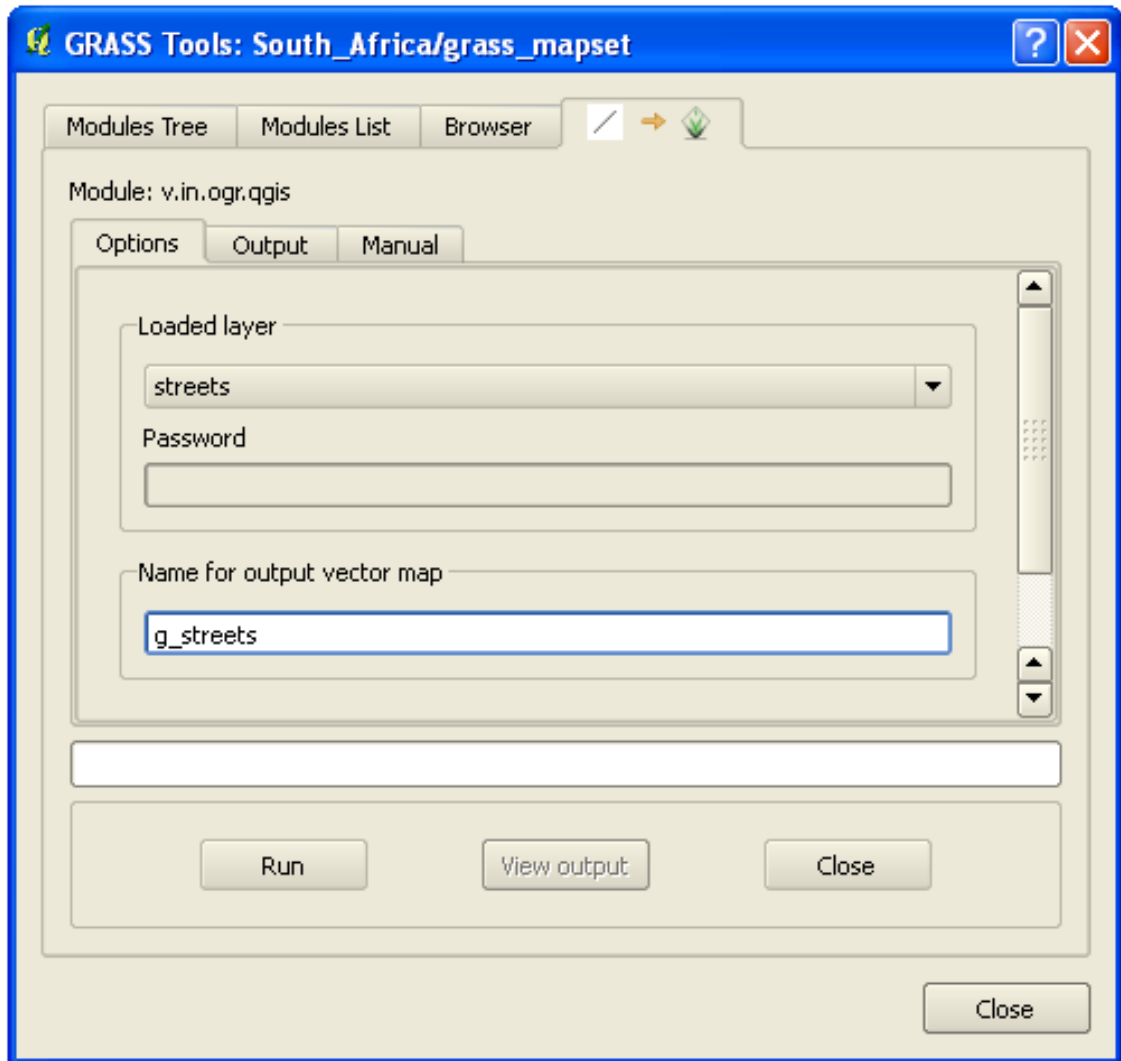 GRASS Tools: South_Africa/grass_mapset
Modules Tree Modules List Browser
Module: v.in.ogr.qgis
Options Output Manual
Loaded layer
streets
Password
Name for output vector map
g_streets
Run View output Close
Close